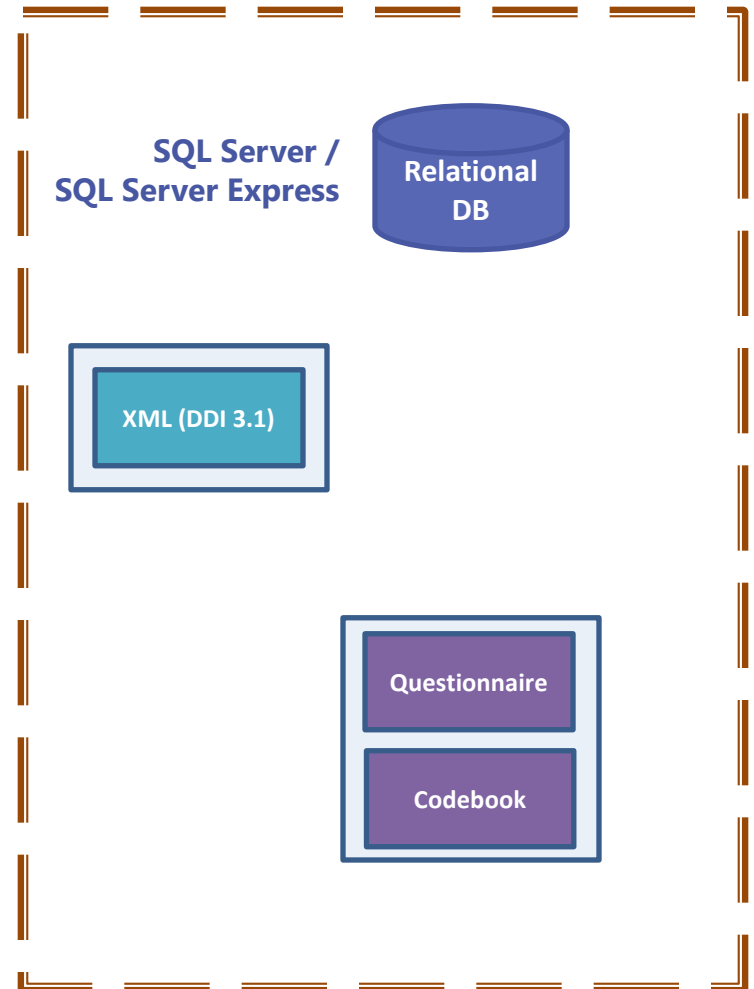 SQL Server /
SQL Server Express
Relational
DB
XML (DDI 3.1)
Questionnaire
Codebook